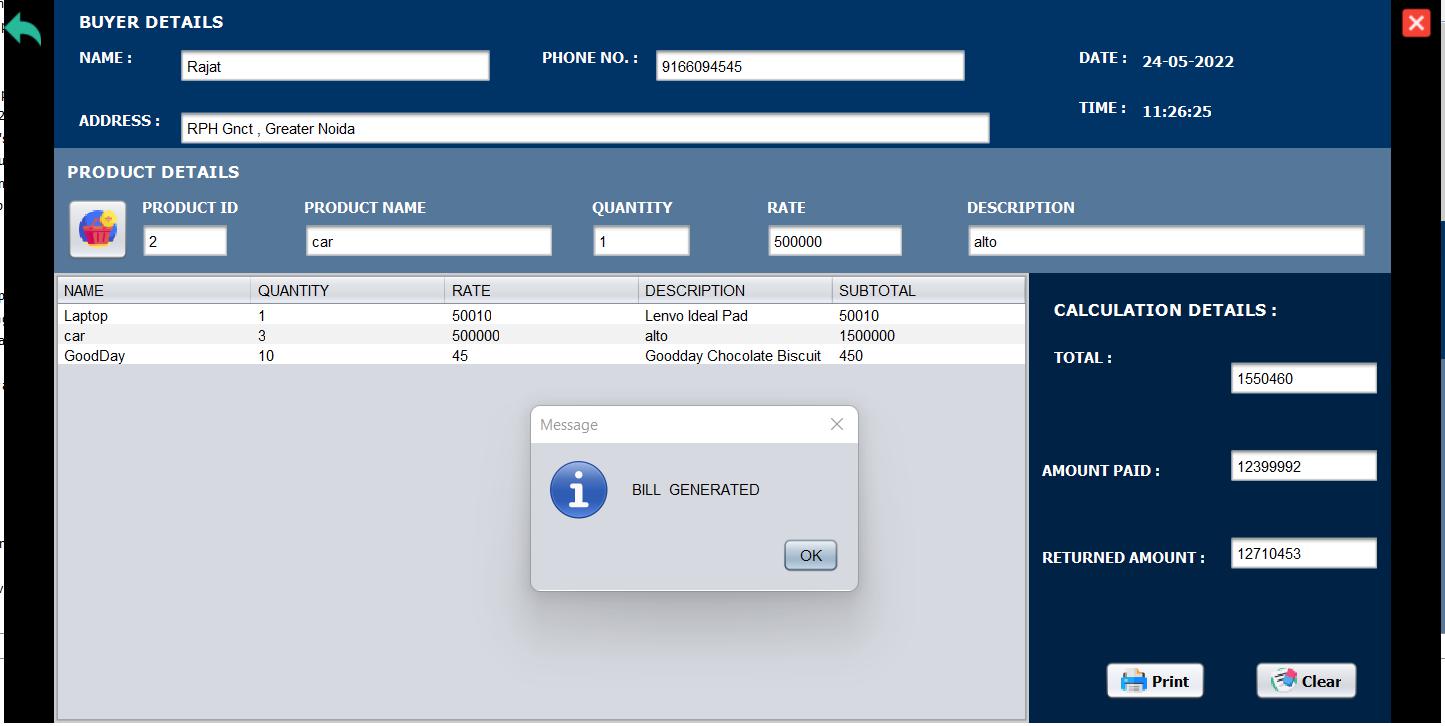 BUYER DETAILS
NAME : Rajat PHONE NO. : 9166094545 DATE : 24-05-2022
TIME : 11:26:25
ADDRESS : RPH Gnct , Greater Noida
PRODUCT DETAILS
PRODUCT ID PRODUCT NAME QUANTITY RATE DESCRIPTION
2 car 1 500000 alto
NAME QUANTITY RATE DESCRIPTION SUBTOTAL
Laptop 1 50010 Lenvo Ideal Pad 50010
car 3 500000 alto 1500000
GoodDay 10 45 Goodday Chocolate Biscuit 450
CALCULATION DETAILS :
TOTAL :
1550460
AMOUNT PAID : 12399992
RETURNED AMOUNT : 12710453
Message
BILL GENERATED
OK
Print Clear